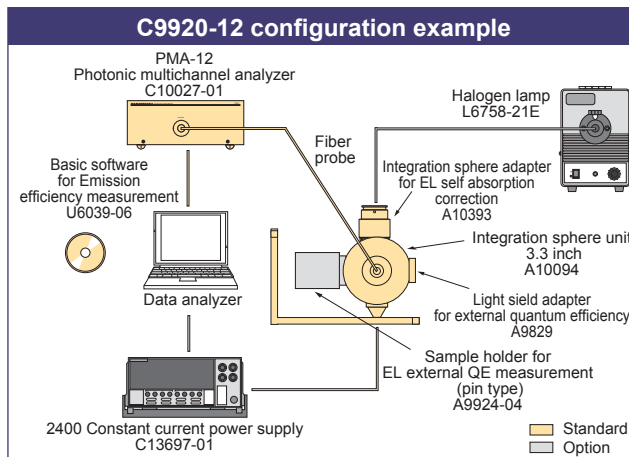 C9920-12 configuration example
PMA-12
Photonic multichannel analyzer
C10027-01
Halogen lamp
L6758-21E
Fiber
probe
Basic software
for Emission
efficiency measurement
U6039-06
Integration sphere adapter
for EL self absorption
correction
A10393
Integration sphere unit
3.3 inch
A10094
Data analyzer
Light sield adapter
for external quantum efficiency
A9829
Sample holder for
EL external QE measurement
(pin type)
A9924-04
2400 Constant current power supply
C13697-01
Standard
Option